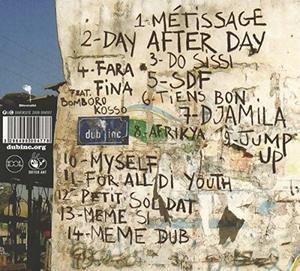 1-MÉTISSAGE
2-DAY AFTER DAY
3-DO SISSI
4-FARA FINA
FEAT. BOMBORO KOSSO
5-SDF
6-TIENS BON
7-DJAMILA
dub inc.
8-AFRIKYA
9-JUMP UP
dubinc.org
10-MYSELF
11-FOR ALL DI YOUTH
12-PETIT SOLDAT
13-MEME SI
14-MEME DUB